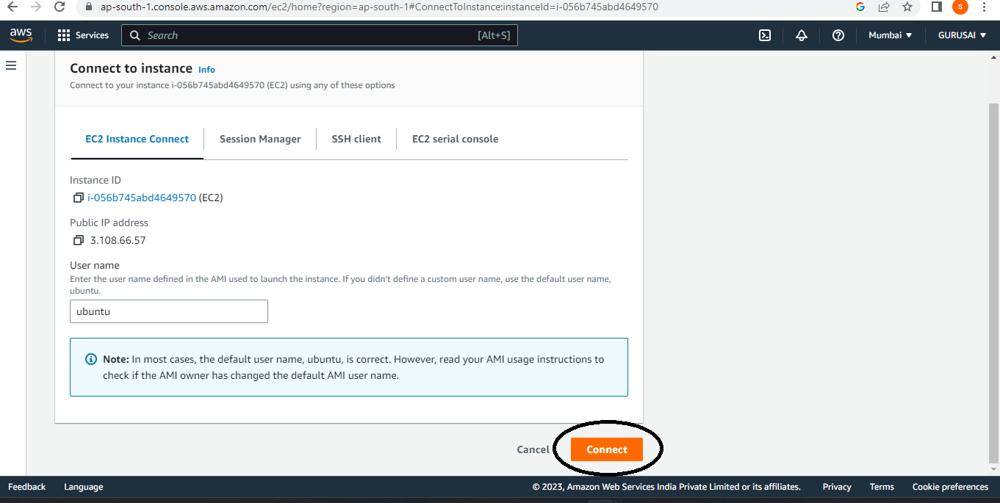 ap-south-1.console.aws.amazon.com/ec2/home?region=ap-south-1#ConnectToInstance:instanceId=i-056b745abd4649570
S
aws
Services
Search
[Alt+S]
Mumbai
GURUSAI
Connect to instance Info
Connect to your instance i-056b745abd4649570 (EC2) using any of these options
EC2 Instance Connect
Session Manager
SSH client
EC2 serial console
Instance ID
i-056b745abd4649570 (EC2)
Public IP address
3.108.66.57
User name
Enter the user name defined in the AMI used to launch the instance. If you didn't define a custom user name, use the default user name,
ubuntu.
ubuntu
Note: In most cases, the default user name, ubuntu, is correct. However, read your AMI usage instructions to
check if the AMI owner has changed the default AMI user name.
Cancel
Connect
Feedback
Language
© 2023, Amazon Web Services India Private Limited or its affiliates.
Privacy
Terms
Cookie preferences